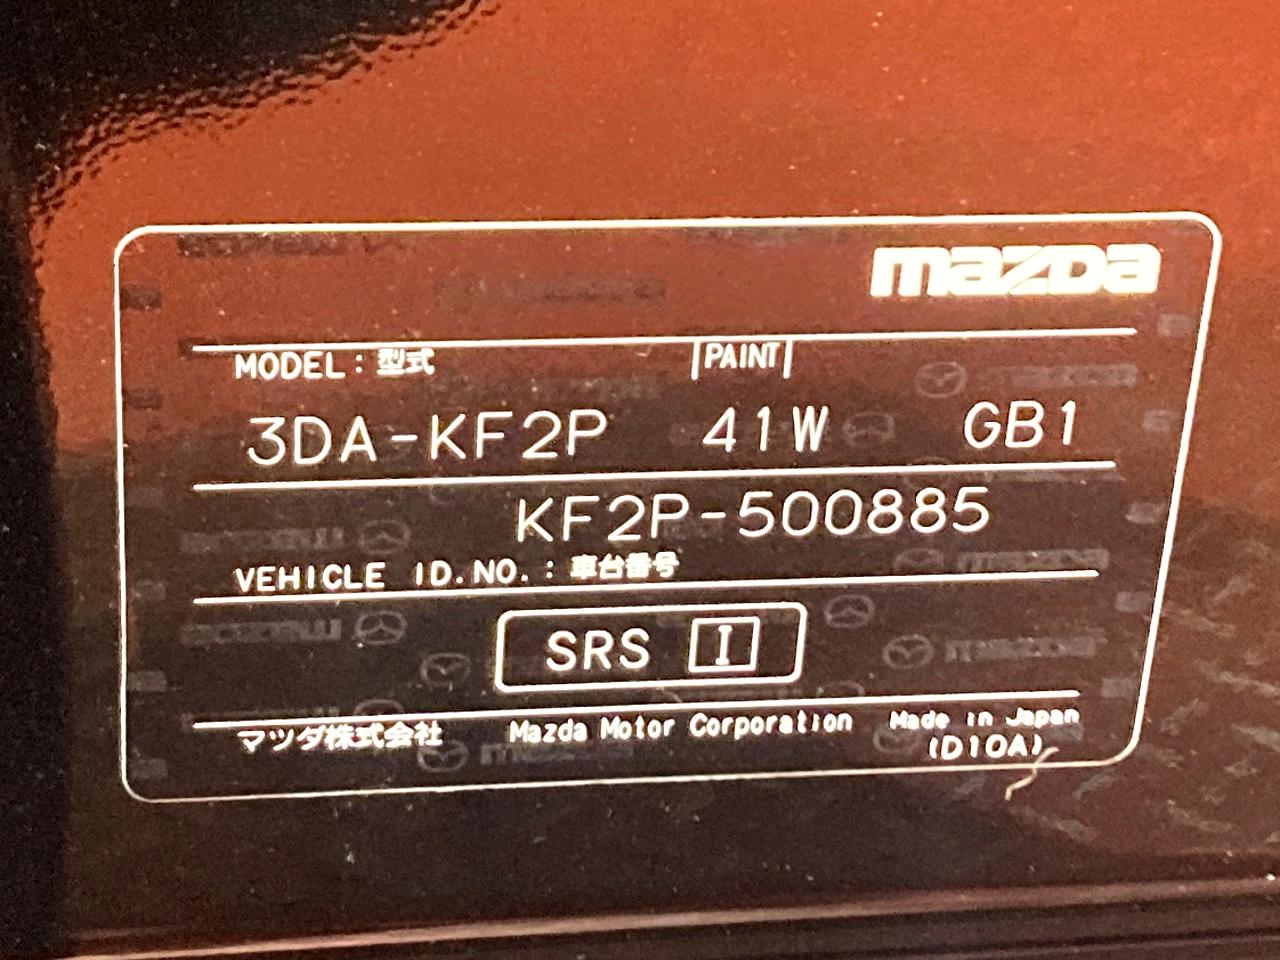 mazda
MODEL : 型式 PAINT
3DA-KF2P 41W GB1
KF2P-500885
VEHICLE ID.NO. : 車台番号
SRS I
マツダ株式会社 Mazda Motor Corporation Made in Japan
(D10A)